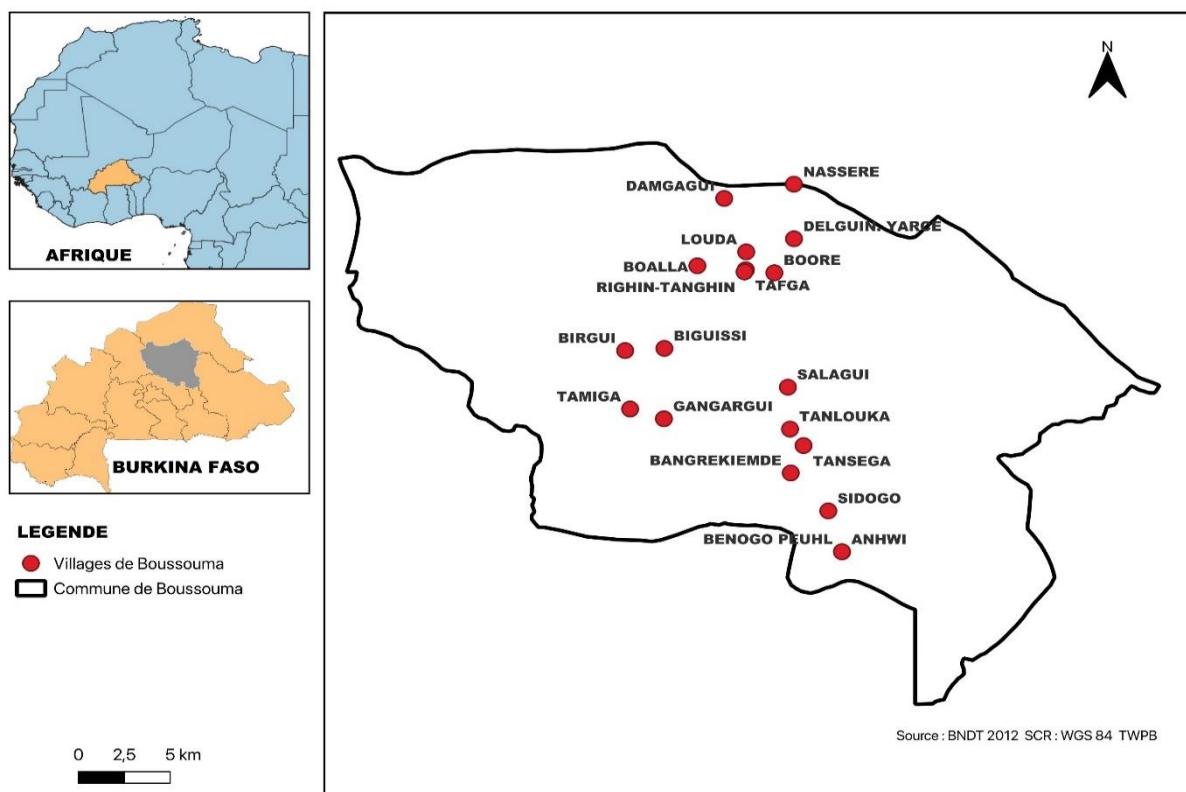 AFRIQUE
BURKINA FASO
LEGENDE
Villages de Boussouma
Commune de Boussouma
0 2,5 5 km
N
NASSERE
DAMGAGUI
DELGUIN. YARCE
LOUDA
BOORE
BOALLA
RIGHIN-TANGHIN TAFGA
BIRGUI BIGUISSI
SALAGUI
TAMIGA GANGARGUI
TANLOUKA
BANGREKIEMDE TANSEGA
SIDOGO
BENOGO PEUHL ANHWI
Source : BNDT 2012 SCR : WGS 84 TWPB